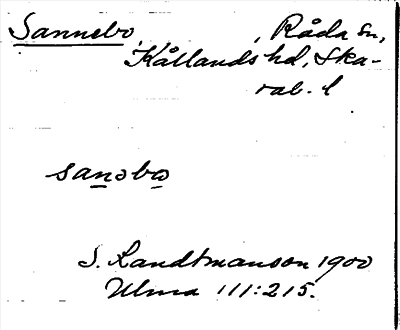 Sannebo, Råda sn,
Kållands hd, Ska-
rab. l
sanəbo
S. Landtmanson 1900
Ulma 111:215.